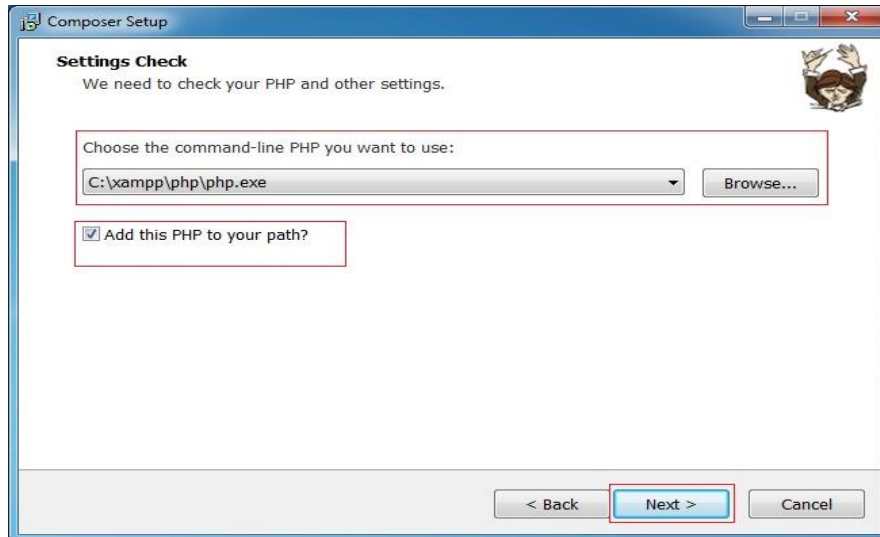 Composer Setup
Settings Check
We need to check your PHP and other settings.
Choose the command-line PHP you want to use:
C:\xampp\php\php.exe
Browse...
Add this PHP to your path?
< Back
Next >
Cancel